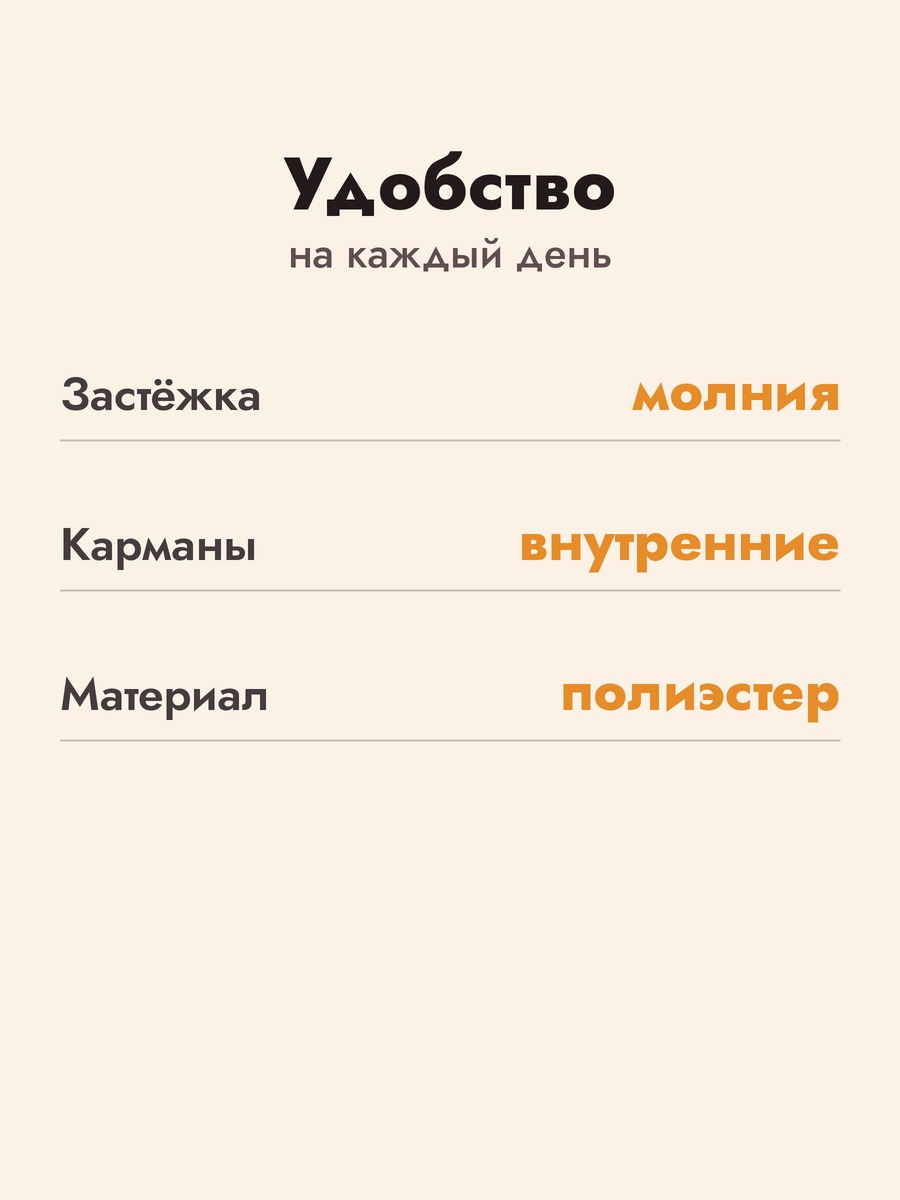 Удобство
на каждый день
Застёжка молния
Карманы внутренние
Материал полиэстер